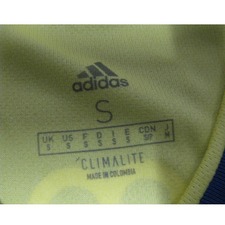 adidas
S
UK US F D I E CDN J
S S S S S S S/P M
CLIMALITE
MADE IN COLOMBIA